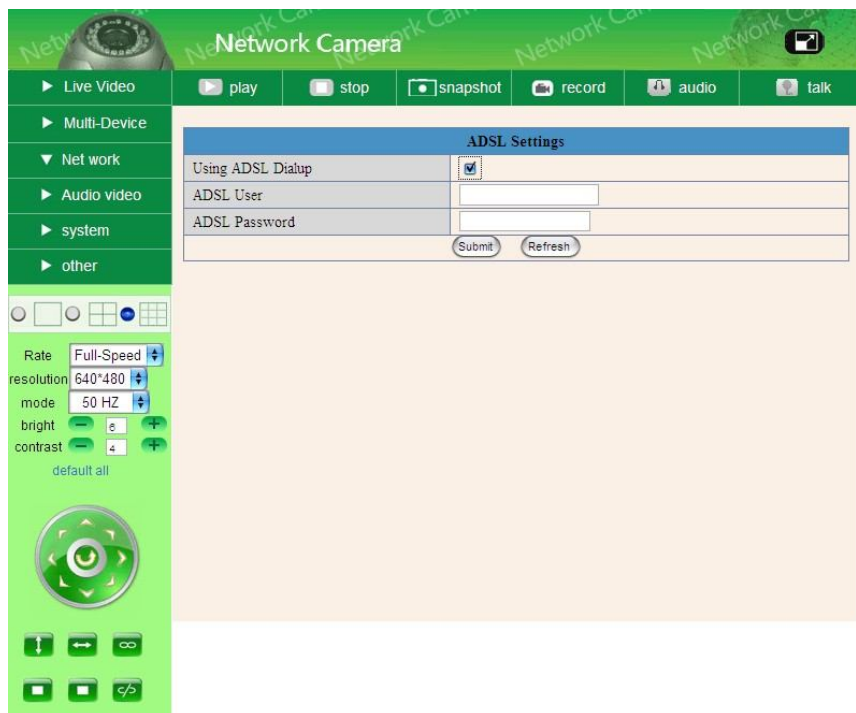 Network Camera
Live Video
play
stop
snapshot
record
audio
talk
Multi-Device
Net work
Audio video
system
other
ADSL Settings
Using ADSL Dialup
ADSL User
ADSL Password
Submit Refresh
Rate Full-Speed
resolution 640*480
mode 50 HZ
bright 6
contrast 4
default all